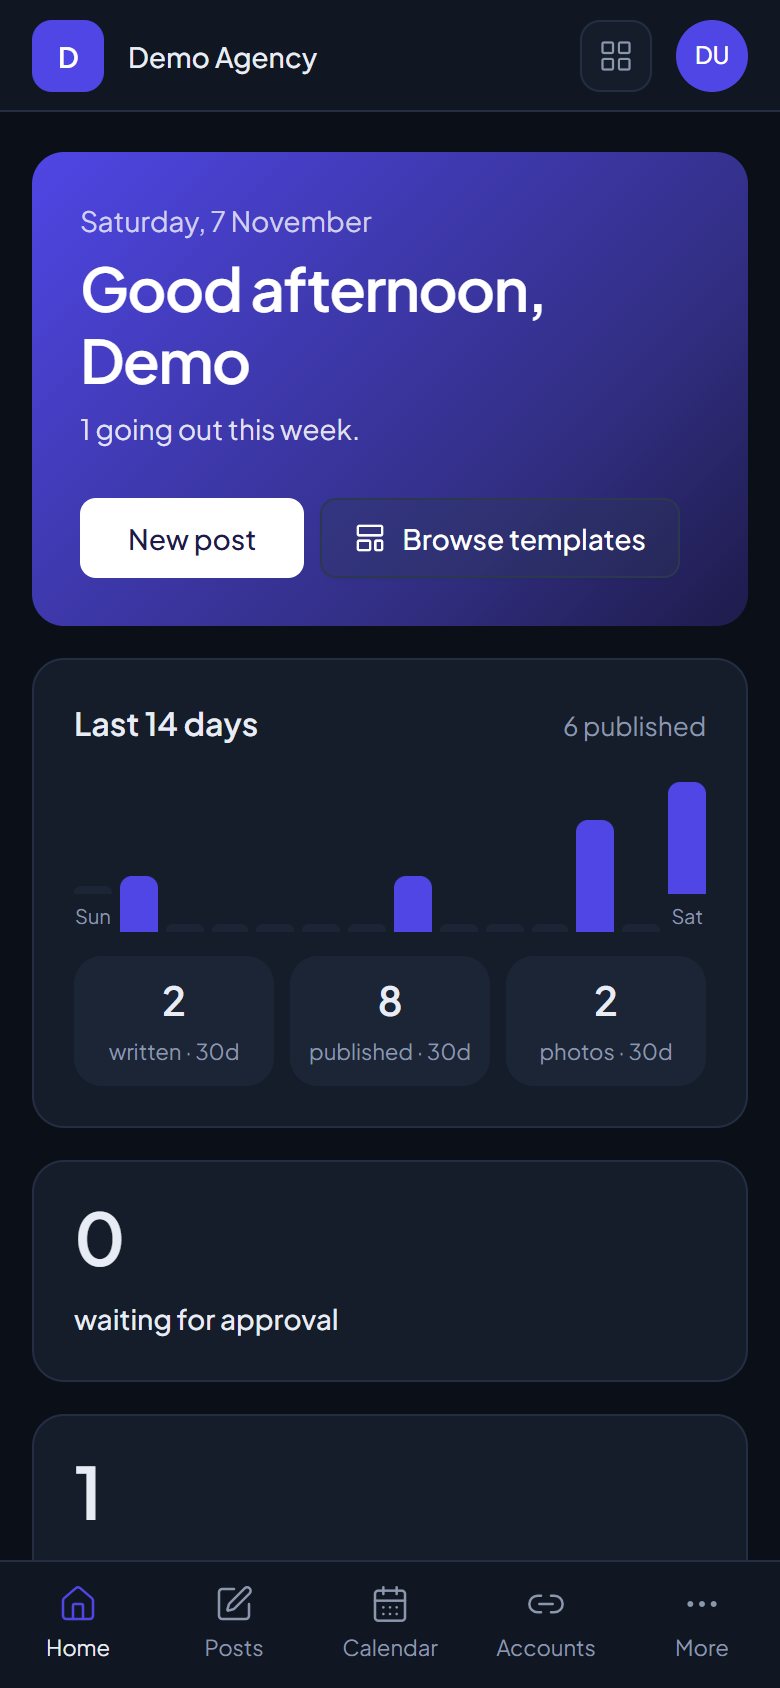 D
Demo Agency
DU
Saturday, 7 November
Good afternoon,
Demo
1 going out this week.
New post
Browse templates
Last 14 days
6 published
Sun
Sat
2
8
2
written · 30d
published · 30d
photos · 30d
0
waiting for approval
1
Home
Posts
Calendar
Accounts
More